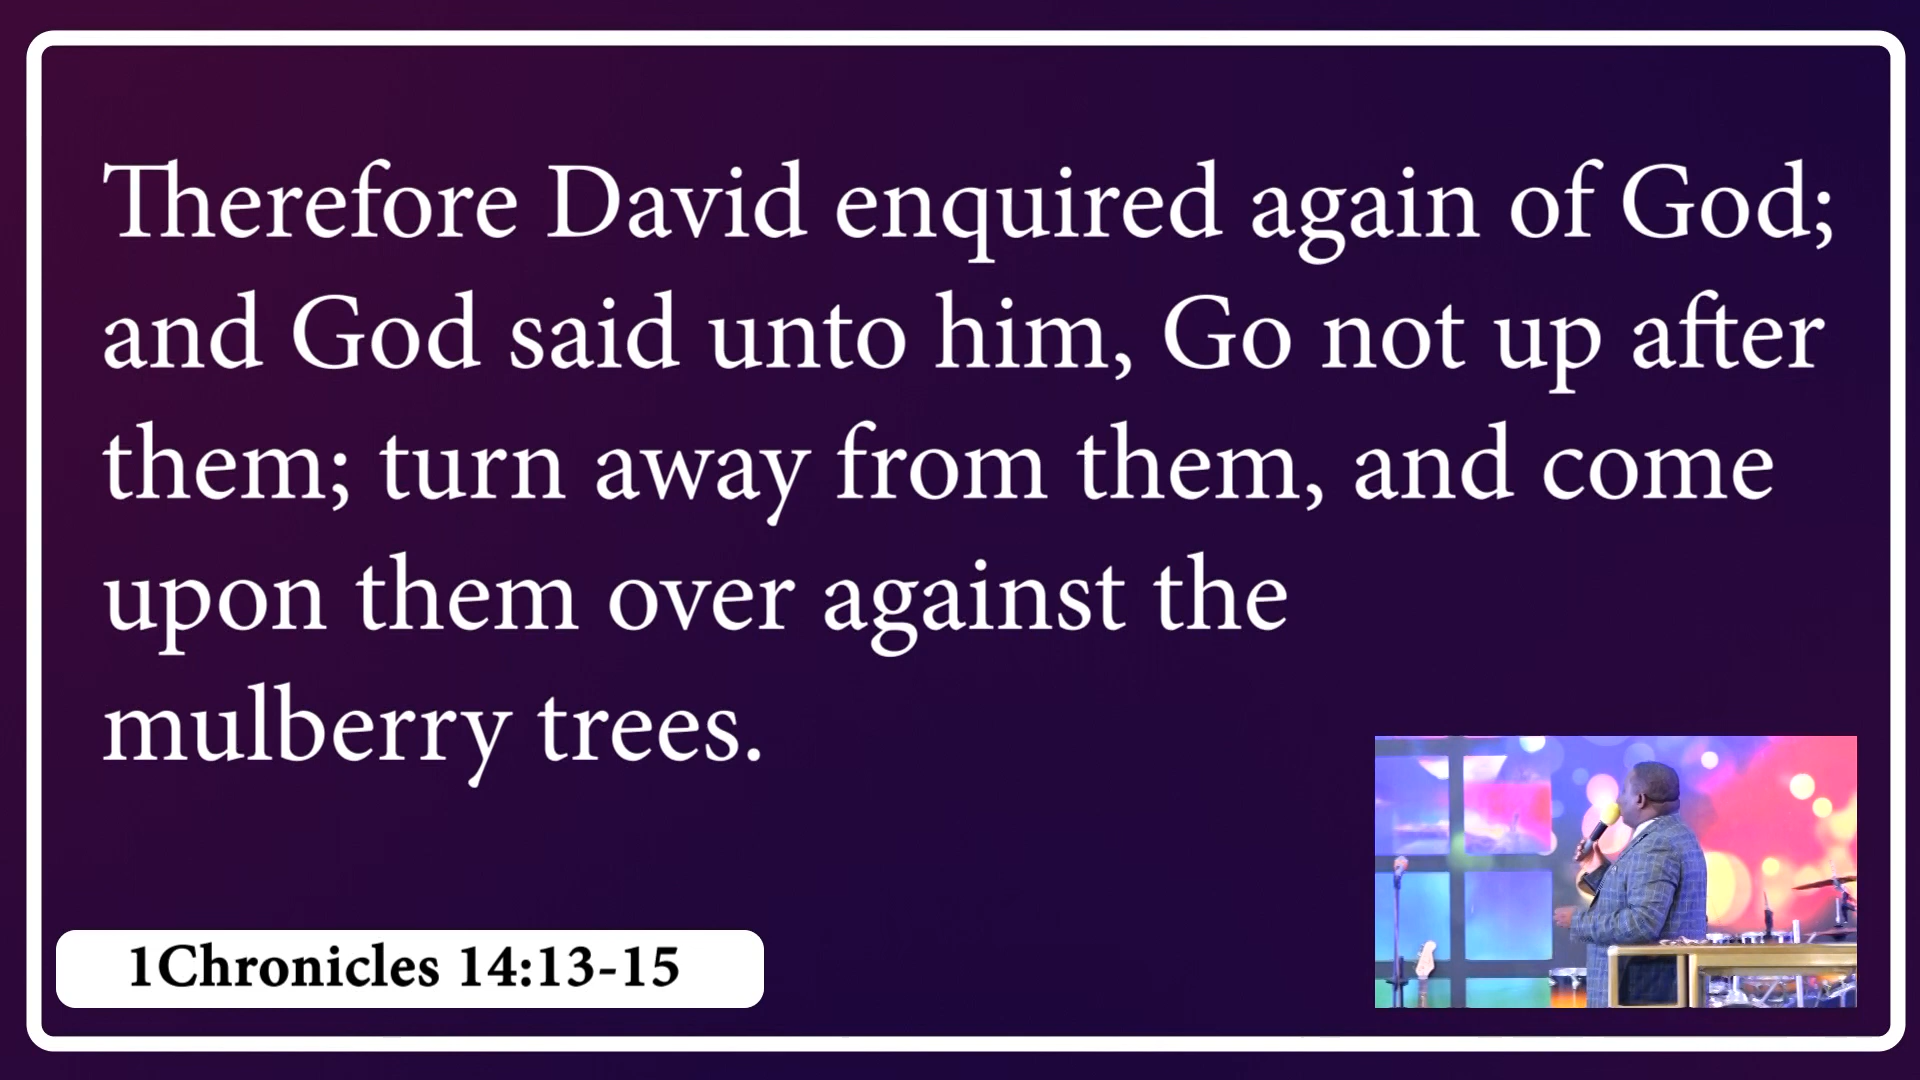 Therefore David enquired again of God;
and God said unto him, Go not up after
them; turn away from them, and come
upon them over against the
mulberry trees.
1Chronicles 14:13-15